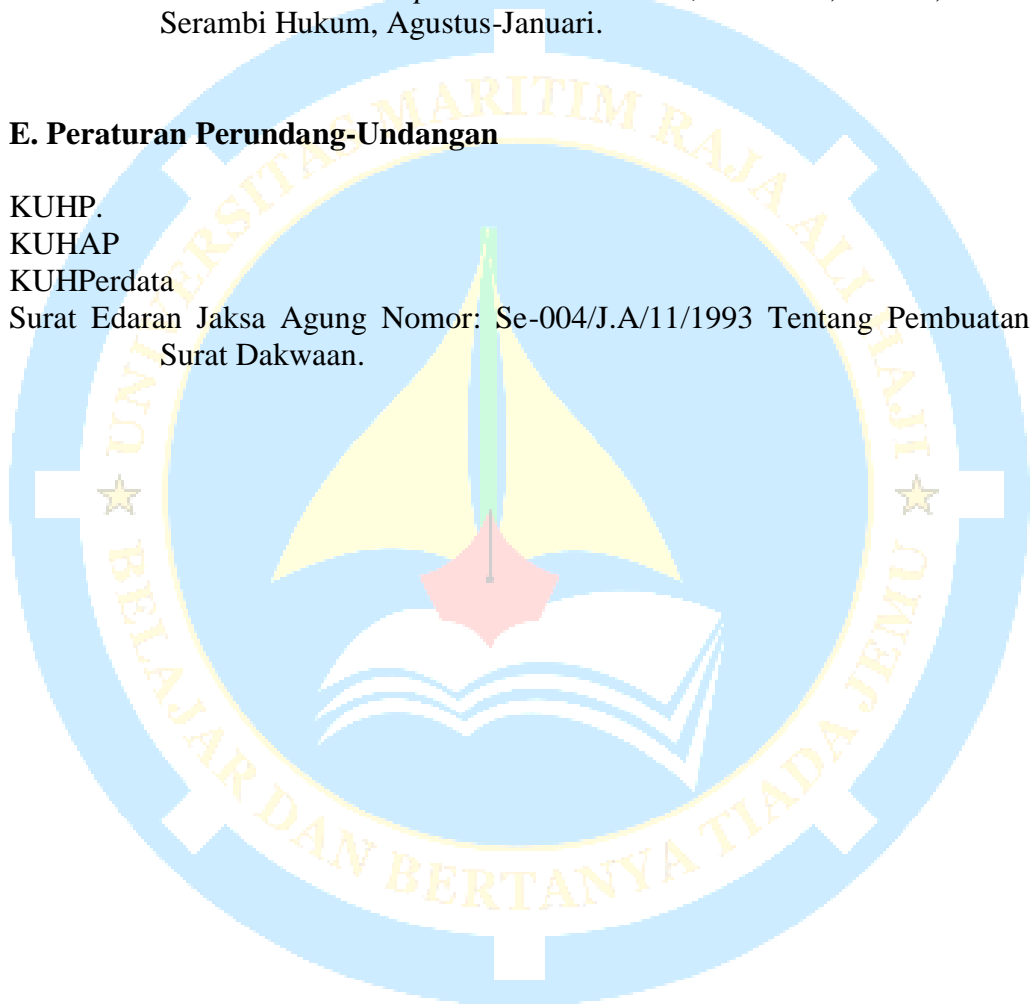 Serambi Hukum, Agustus-Januari.
E. Peraturan Perundang-Undangan
KUHP.
KUHAP
KUHPerdata
Surat Edaran Jaksa Agung Nomor: Se-004/J.A/11/1993 Tentang Pembuatan
Surat Dakwaan.
UNIVERSITAS MARITIM RAJA ALI HAJI
BELAJAR DAN BERTANYA TIADA JEMU